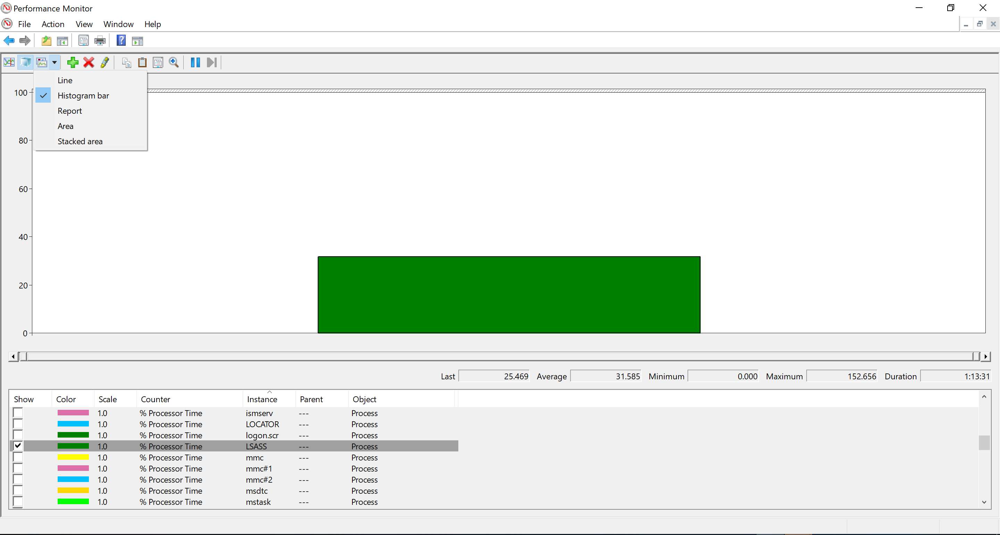 Performance Monitor
File Action View Window Help
Line
Histogram bar
Report
Area
Stacked area
100
80
60
40
20
0
Last 25.469 Average 31.585 Minimum 0.000 Maximum 152.656 Duration 1:13:31
Show Color Scale Counter Instance Parent Object
1.0 % Processor Time ismserv --- Process
1.0 % Processor Time LOCATOR --- Process
1.0 % Processor Time logon.scr --- Process
1.0 % Processor Time LSASS --- Process
1.0 % Processor Time mmc --- Process
1.0 % Processor Time mmc#1 --- Process
1.0 % Processor Time mmc#2 --- Process
1.0 % Processor Time msdtc --- Process
1.0 % Processor Time mstask --- Process